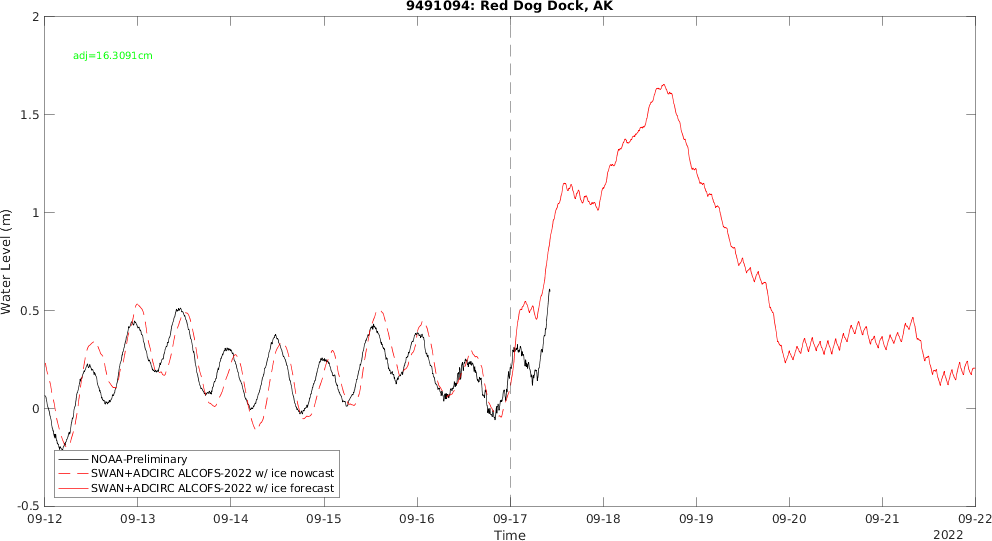 9491094: Red Dog Dock, AK
adj=16.3091cm
Water Level (m)
2
1.5
1
0.5
0
-0.5
NOAA-Preliminary
SWAN+ADCIRC ALCOFS-2022 w/ ice nowcast
SWAN+ADCIRC ALCOFS-2022 w/ ice forecast
09-12 09-13 09-14 09-15 09-16 09-17 09-18 09-19 09-20 09-21 09-22
Time
2022